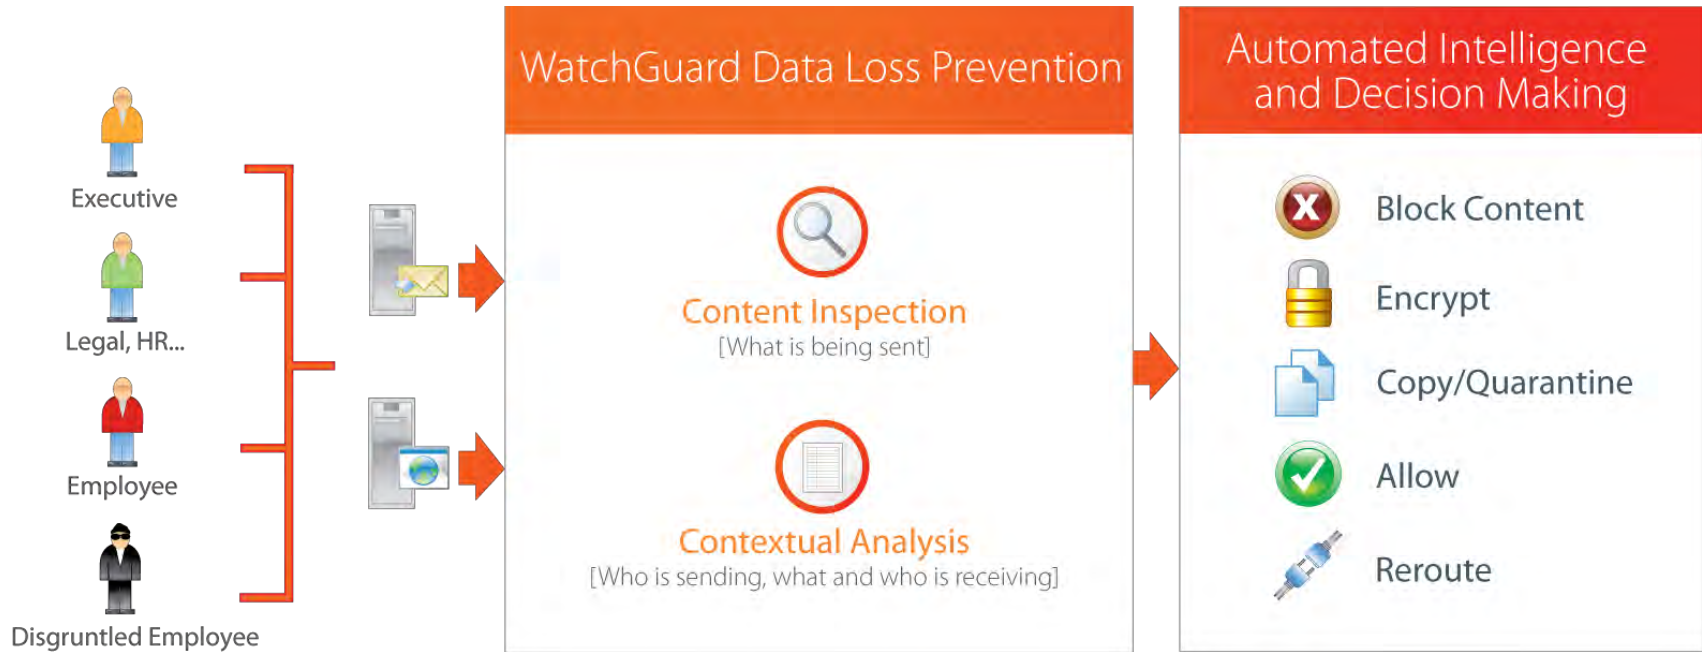 Executive
Legal, HR...
Employee
Disgruntled Employee
WatchGuard Data Loss Prevention
Content Inspection
[What is being sent]
Contextual Analysis
[Who is sending, what and who is receiving]
Automated Intelligence
and Decision Making
Block Content
Encrypt
Copy/Quarantine
Allow
Reroute